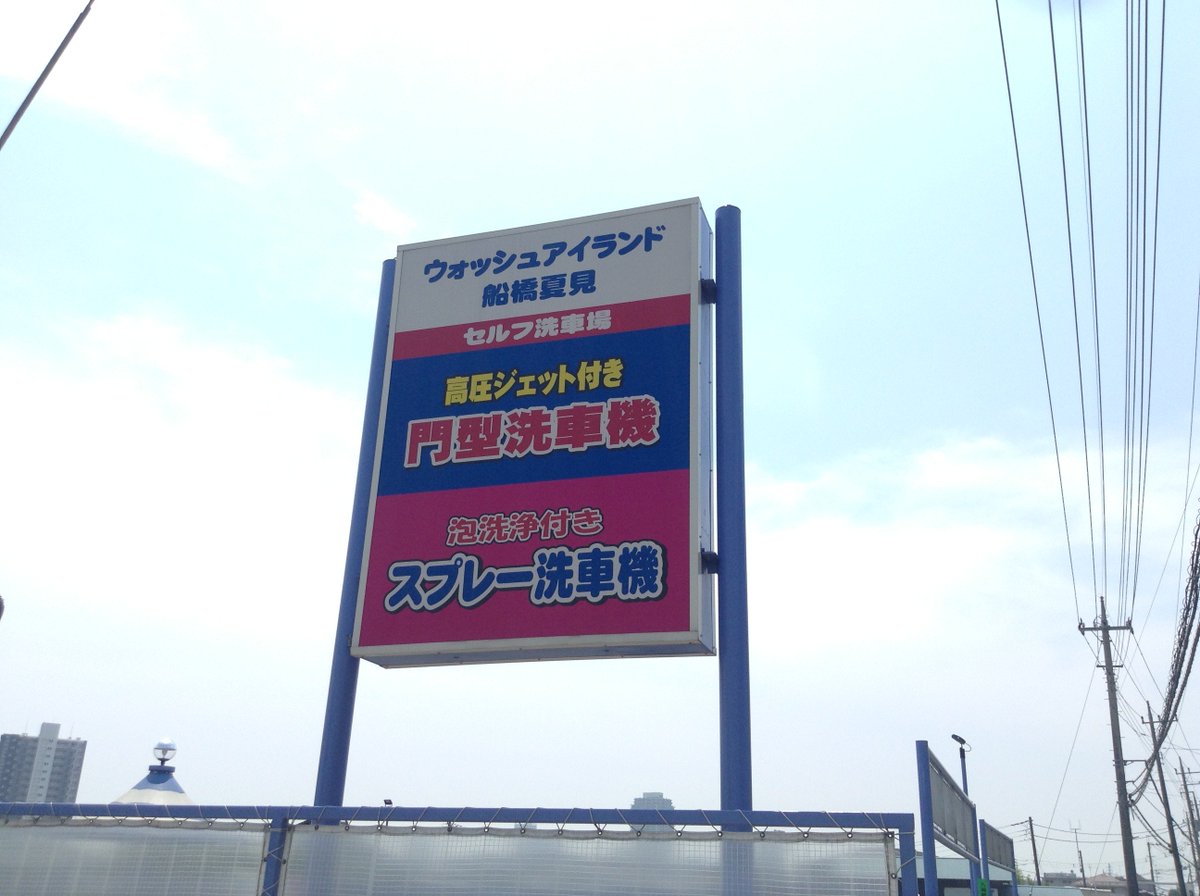 ウォッシュアイランド
船橋夏見
セルフ洗車場
高圧ジェット付き
門型洗車機
泡洗浄付き
スプレー洗車機